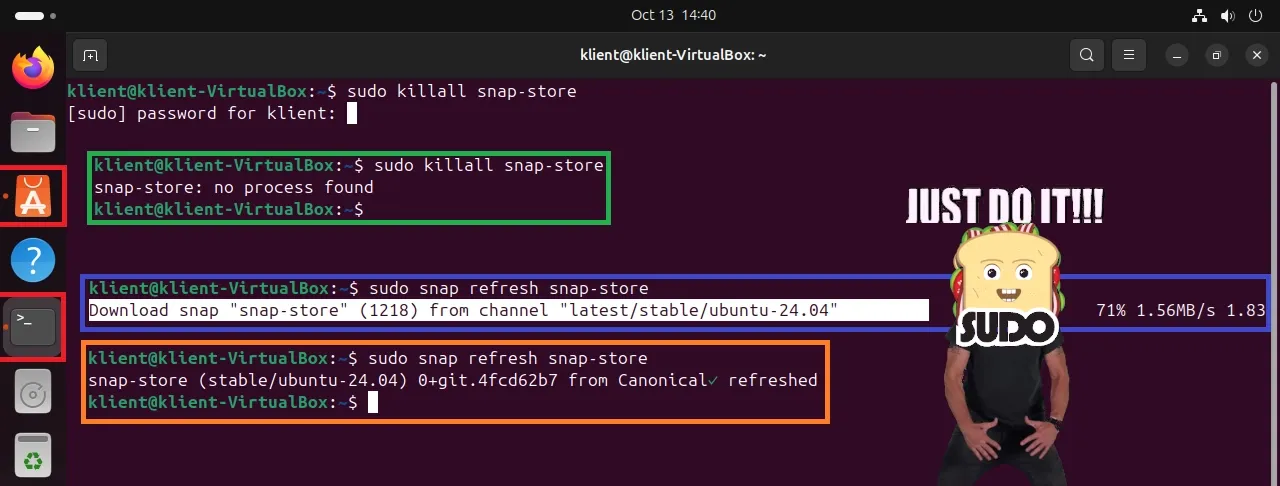 Oct 13 14:40
klient@klient-VirtualBox: ~
klient@klient-VirtualBox:~$ sudo killall snap-store
[sudo] password for klient:
klient@klient-VirtualBox:~$ sudo killall snap-store
snap-store: no process found
klient@klient-VirtualBox:~$
JUST DO IT!!!
klient@klient-VirtualBox:~$ sudo snap refresh snap-store
Download snap "snap-store" (1218) from channel "latest/stable/ubuntu-24.04" 71% 1.56MB/s 1.83
SUDO
klient@klient-VirtualBox:~$ sudo snap refresh snap-store
snap-store (stable/ubuntu-24.04) 0+git.4fcd62b7 from Canonical✓ refreshed
klient@klient-VirtualBox:~$